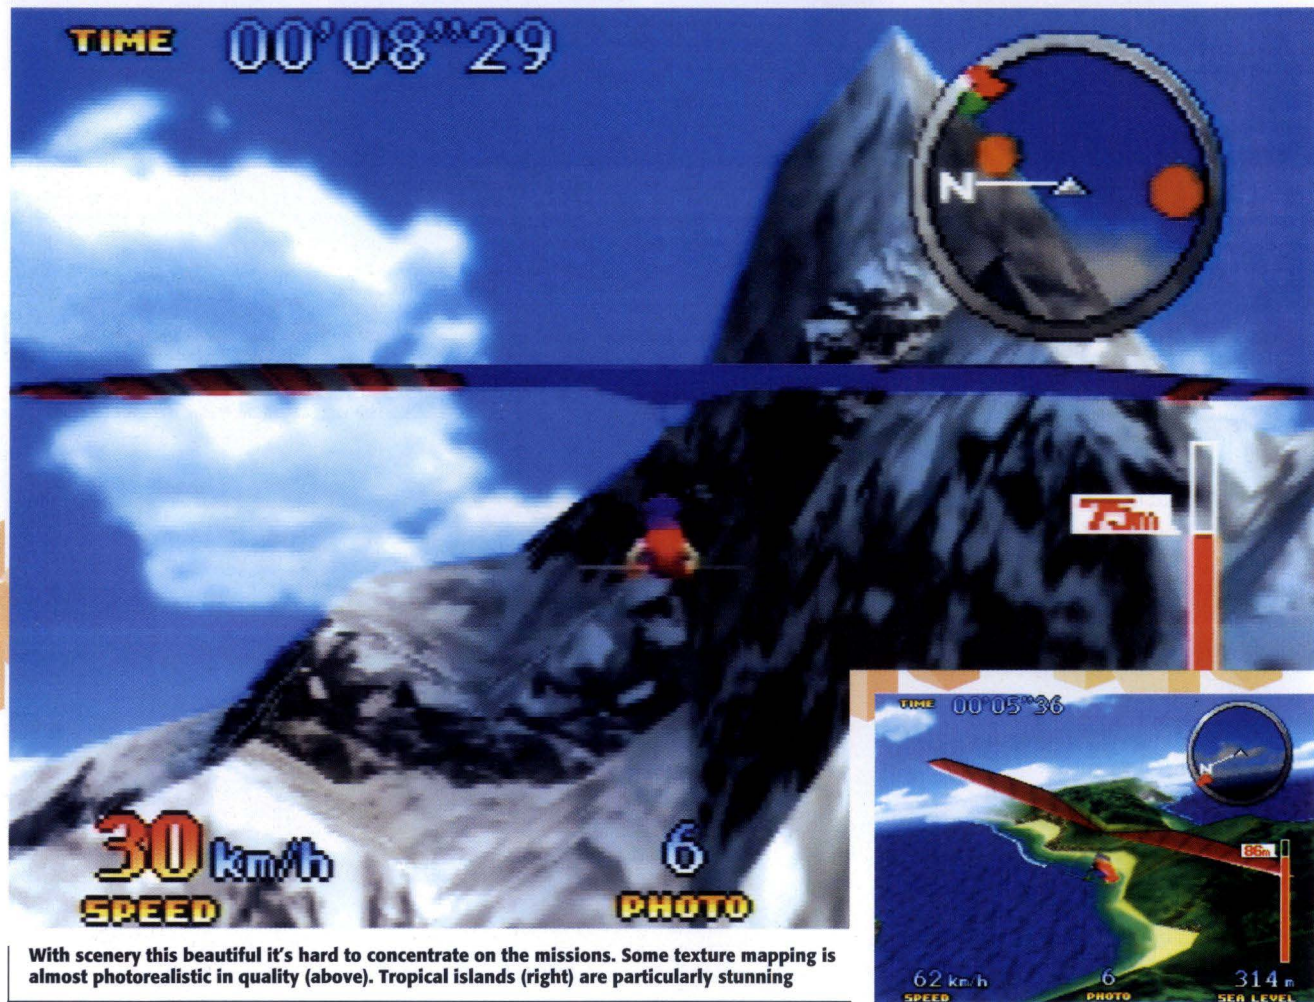 TIME 00'08"29
N
75m
30 km/h
SPEED
6
PHOTO
With scenery this beautiful it's hard to concentrate on the missions. Some texture mapping is
almost photorealistic in quality (above). Tropical islands (right) are particularly stunning
TIME 00'05"36
N
86m
62 km/h
SPEED
6
PHOTO
314 m
SEA LEVEL